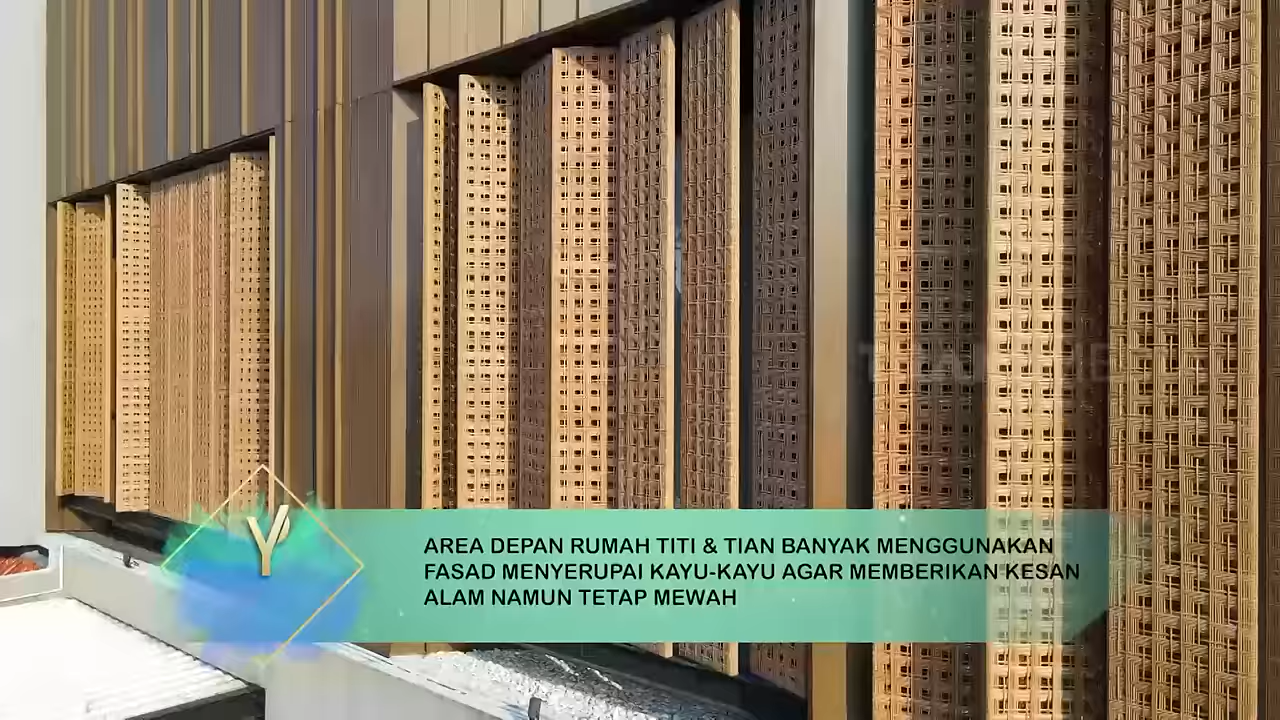 AREA DEPAN RUMAH TITI & TIAN BANYAK MENGGUNAKAN
FASAD MENYERUPAI KAYU-KAYU AGAR MEMBERIKAN KESAN
ALAM NAMUN TETAP MEWAH